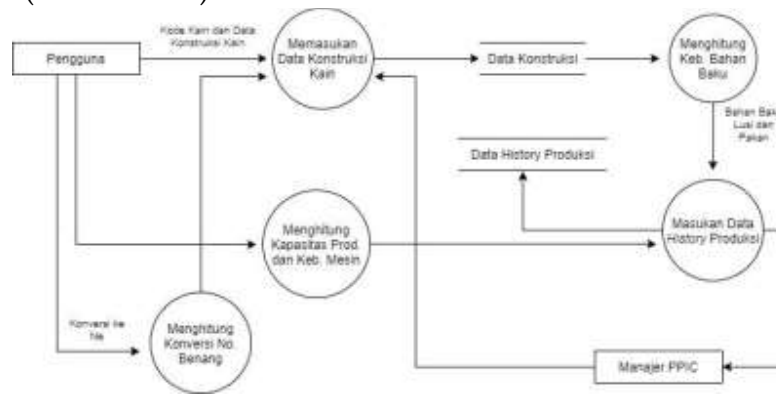 Kode Kain dan Data
Konstruksi Kain
Pengguna
Memasukan
Data Konstruksi
Kain
Data Konstruksi
Menghitung
Keb. Bahan
Baku
Bahan Bak
Lusi dan
Pakan
Data History Produksi
Menghitung
Kapasitas Prod.
dan Keb. Mesin
Masukan Data
History Produksi
Konversi ke
Ne
Menghitung
Konversi No.
Benang
Manajer PPIC